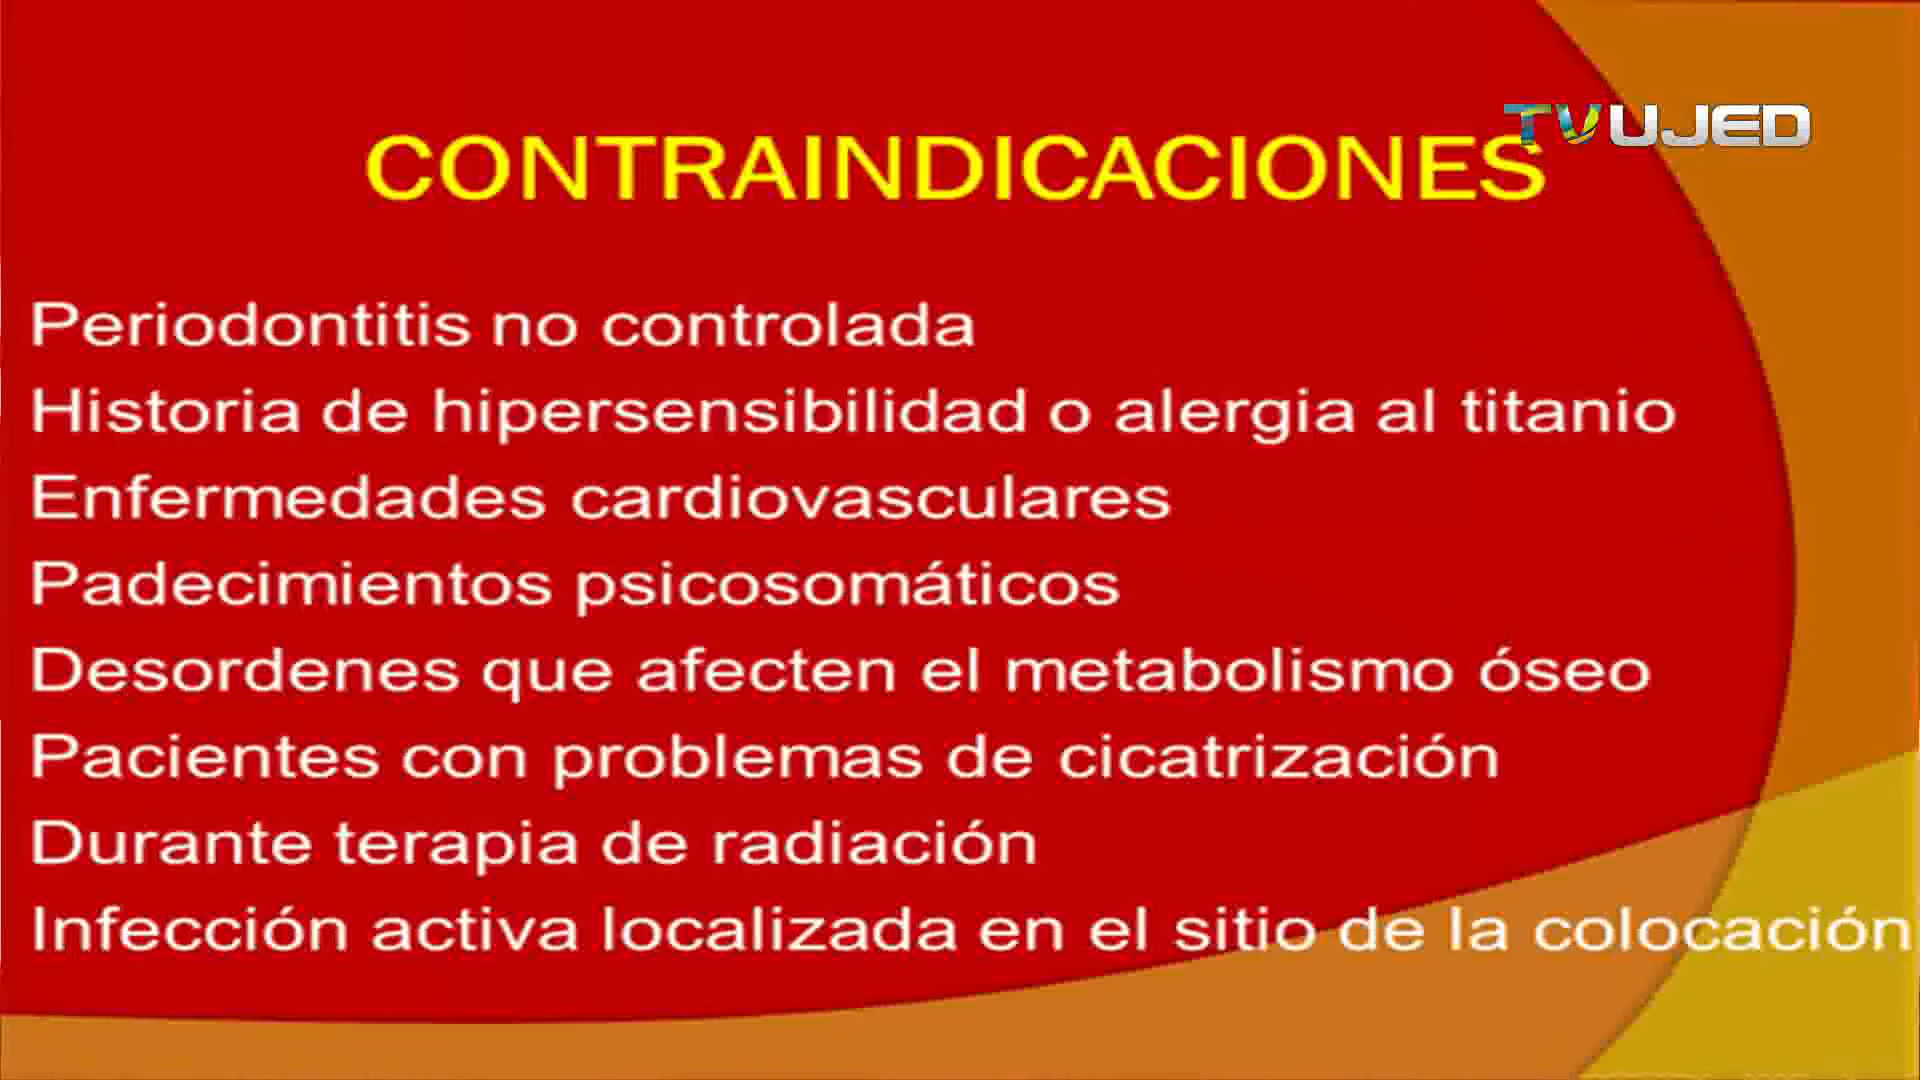 TVUJED
CONTRAINDICACIONES
Periodontitis no controlada
Historia de hipersensibilidad o alergia al titanio
Enfermedades cardiovasculares
Padecimientos psicosomáticos
Desordenes que afecten el metabolismo óseo
Pacientes con problemas de cicatrización
Durante terapia de radiación
Infección activa localizada en el sitio de la colocación